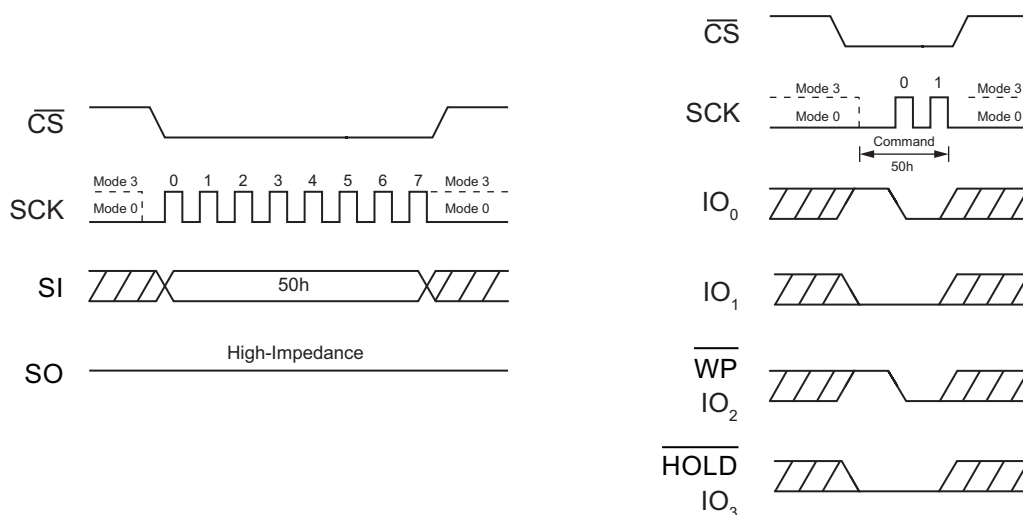 CS
SCK
Mode 3
Mode 0
0 1 2 3 4 5 6 7
Mode 3
Mode 0
SI
50h
SO
High-Impedance
CS
SCK
Mode 3
Mode 0
0 1
Mode 3
Mode 0
Command
50h
IO0
IO1
WP
IO2
HOLD
IO3